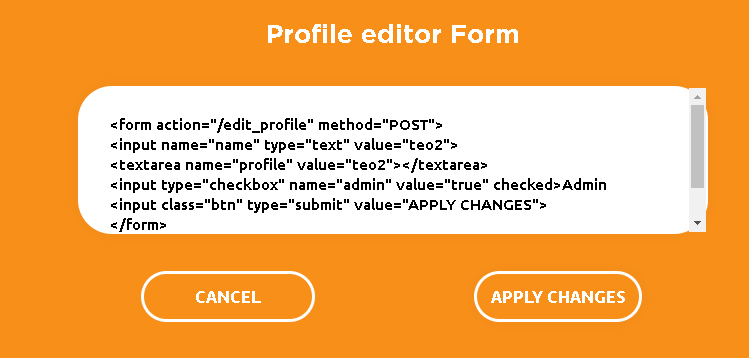 Profile editor Form
<form action="/edit_profile" method="POST">
<input name="name" type="text" value="teo2">
<textarea name="profile" value="teo2"></textarea>
<input type="checkbox" name="admin" value="true" checked>Admin
<input class="btn" type="submit" value="APPLY CHANGES">
</form>
CANCEL
APPLY CHANGES